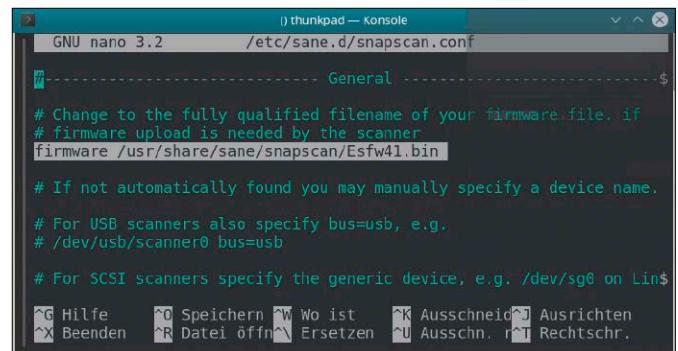 () thunkpad — Konsole
GNU nano 3.2 /etc/sane.d/snapscan.conf
#------------------------------ General ---------------------------$
# Change to the fully qualified filename of your firmware file. if
# firmware upload is needed by the scanner
firmware /usr/share/sane/snapscan/Esfw41.bin
# If not automatically found you may manually specify a device name.
# For USB scanners also specify bus=usb, e.g.
# /dev/usb/scanner0 bus=usb
# For SCSI scanners specify the generic device, e.g. /dev/sg0 on Lin$
^G Hilfe ^O Speichern ^W Wo ist ^K Ausschneid^J Ausrichten
^X Beenden ^R Datei öffn^\ Ersetzen ^U Ausschn. r^T Rechtschr.